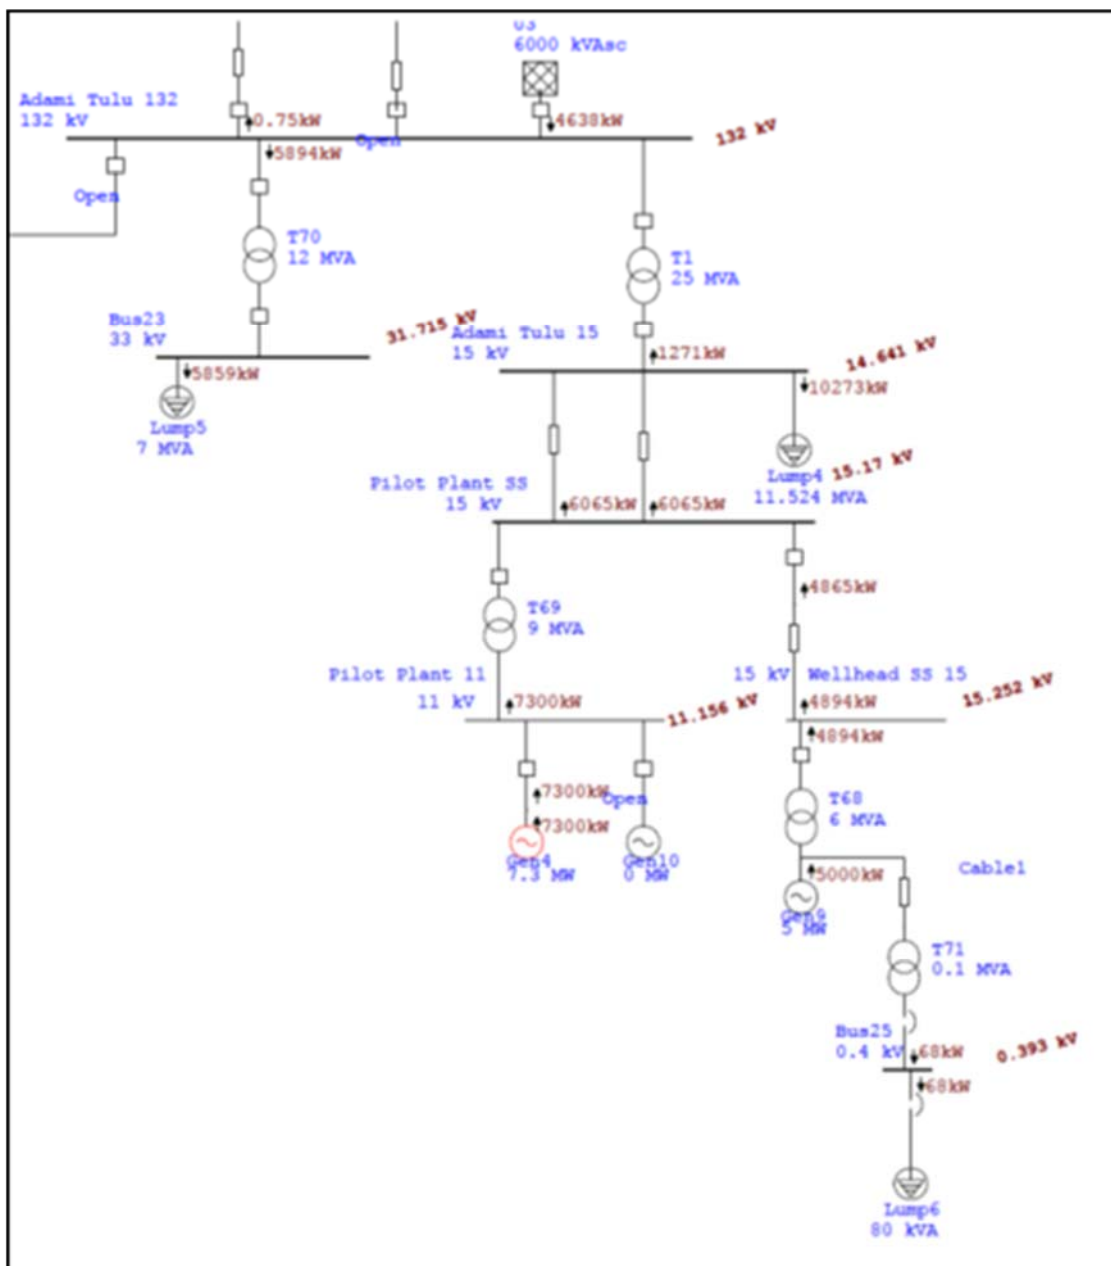 6000 kVAsc
Adami Tulu 132
132 kV
0.75kW
4638kW
132 kV
Open
5894kW
Open
T70
12 MVA
T1
25 MVA
Bus23
33 kV
31.715 kV
Adami Tulu 15
15 kV
1271kW
14.641 kV
5859kW
10273kW
Lump5
7 MVA
Lump4
15.17 kV
11.524 MVA
Pilot Plant SS
15 kV
6065kW
6065kW
4865kW
T69
9 MVA
Pilot Plant 11
11 kV
7300kW
11.156 kV
15 kV
Wellhead SS 15
15.252 kV
4894kW
4894kW
7300kW
Open
7300kW
T68
6 MVA
Gen4
7.3 MW
Gen10
0 MW
5000kW
Cable1
Gen9
5 MW
T71
0.1 MVA
Bus25
0.4 kV
68kW
0.393 kV
68kW
Lump6
80 kVA